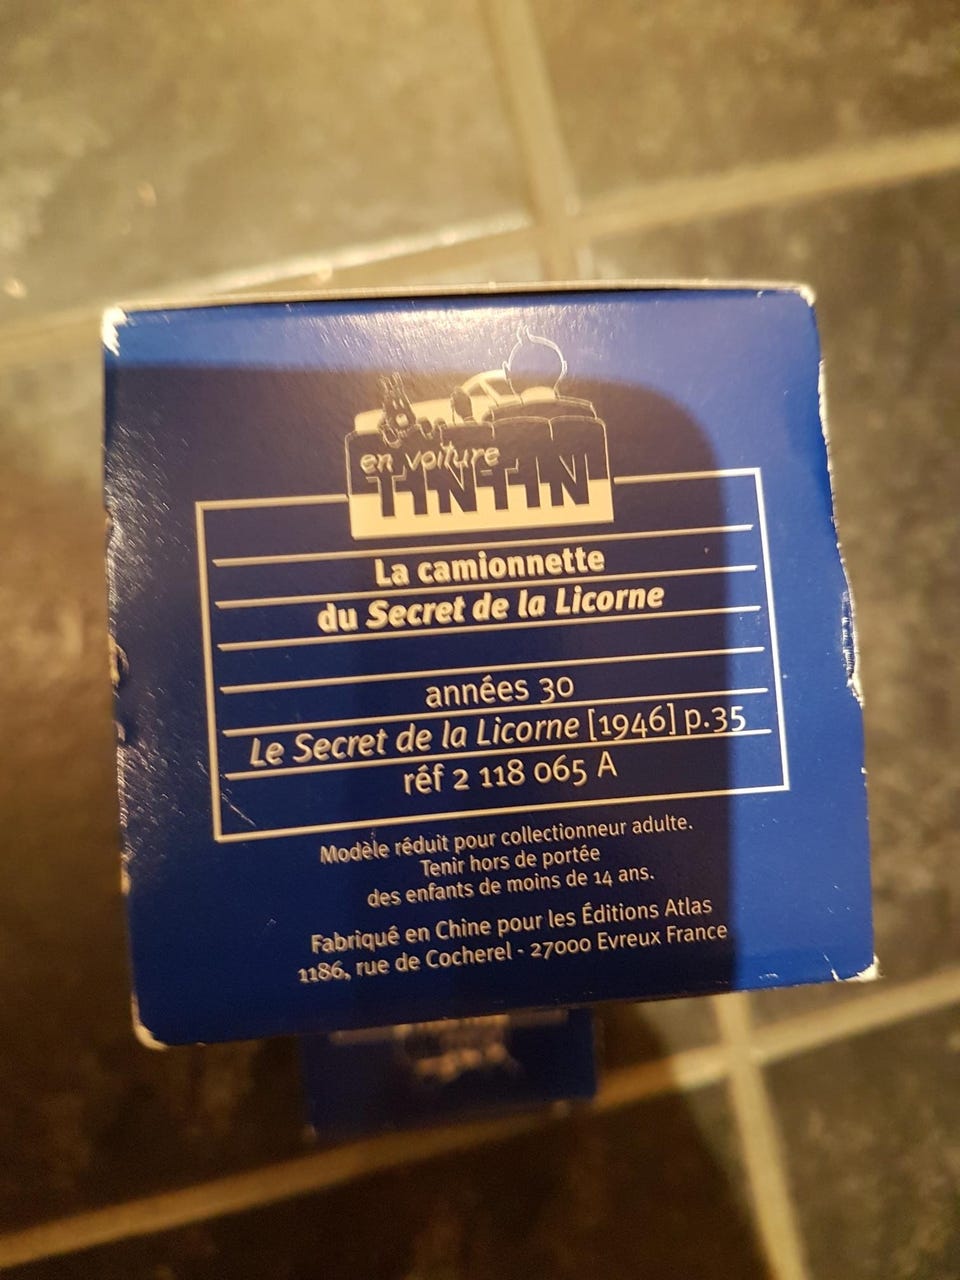 en voiture
TINTIN
La camionnette
du Secret de la Licorne
années 30
Le Secret de la Licorne [1946] p.35
réf 2 118 065 A
Modèle réduit pour collectionneur adulte.
Tenir hors de portée
des enfants de moins de 14 ans.
Fabriqué en Chine pour les Éditions Atlas
1186, rue de Cocherel - 27000 Evreux France